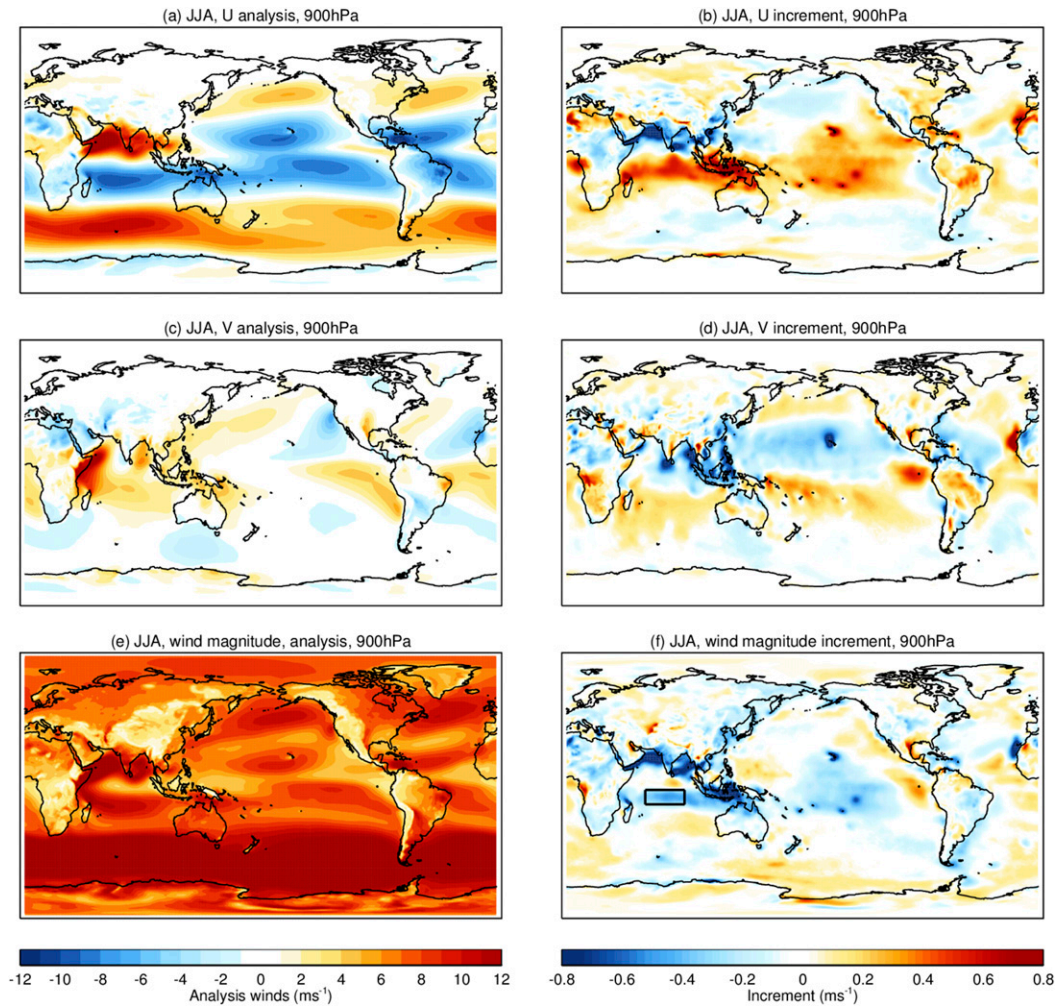 (a) JJA, U analysis, 900hPa
(b) JJA, U increment, 900hPa
(c) JJA, V analysis, 900hPa
(d) JJA, V increment, 900hPa
(e) JJA, wind magnitude, analysis, 900hPa
(f) JJA, wind magnitude increment, 900hPa
-12 -10 -8 -6 -4 -2 0 2 4 6 8 10 12
Analysis winds (ms⁻¹)
-0.8 -0.6 -0.4 -0.2 0 0.2 0.4 0.6 0.8
Increment (ms⁻¹)